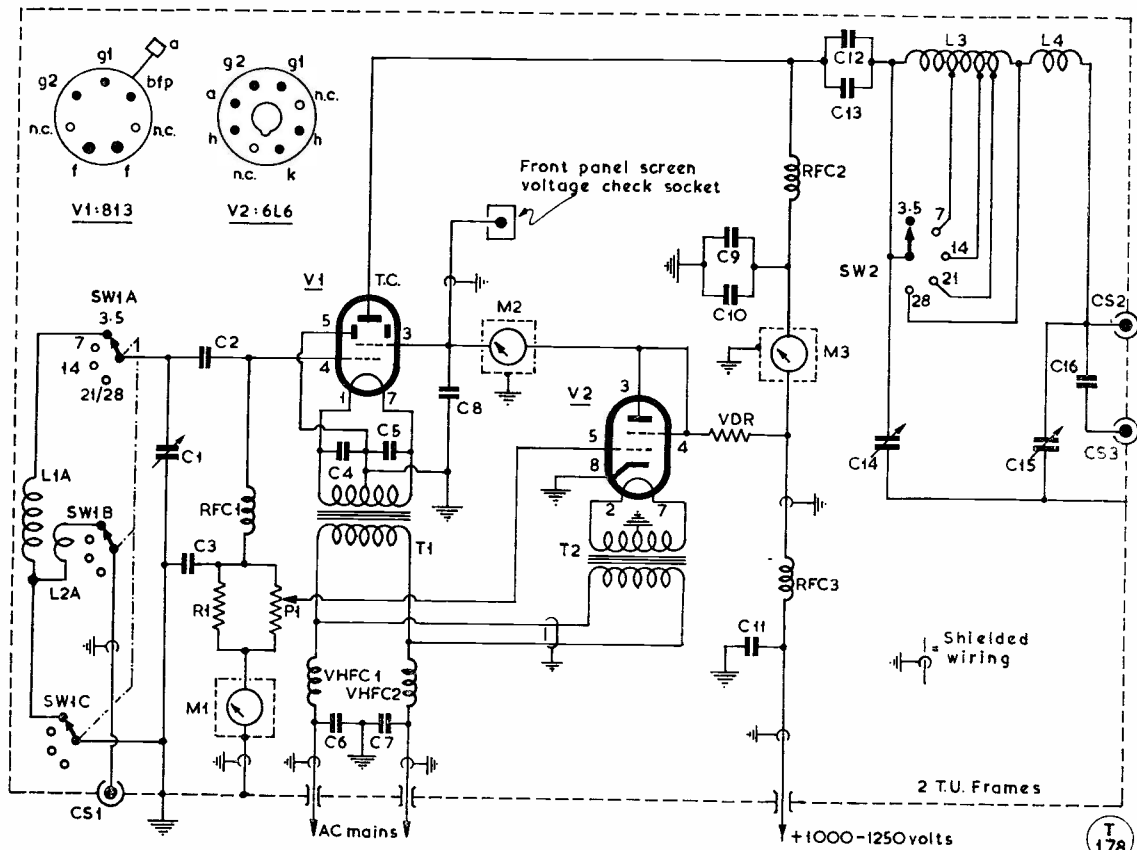 g1
a
g2
bfp
n.c.
n.c.
f
f
V1:813
g2
g1
a
n.c.
h
h
n.c.
k
V2:6L6
Front panel screen
voltage check socket
C12
C13
L3
L4
RFC2
3·5
7
14
21
28
SW2
C9
C10
M3
CS2
C16
CS3
C14
C15
SW1A
3·5
7
14
21/28
C2
V1
T.C.
5
3
4
1
7
M2
C8
C4
C5
V2
3
5
4
8
2
7
VDR
C1
L1A
SW1B
L2A
RFC1
C3
R1
P1
T1
T2
RFC3
C11
= Shielded
wiring
VHFC1
VHFC2
SW1C
M1
C6
C7
CS1
2 T.U. Frames
AC mains
+1000-1250 volts
T
178